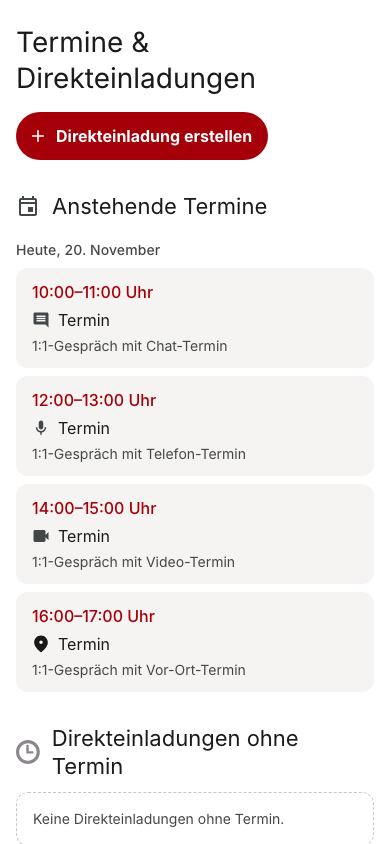 Termine &
Direkteinladungen
Direkteinladung erstellen
Anstehende Termine
Heute, 20. November
10:00–11:00 Uhr
Termin
1:1-Gespräch mit Chat-Termin
12:00–13:00 Uhr
Termin
1:1-Gespräch mit Telefon-Termin
14:00–15:00 Uhr
Termin
1:1-Gespräch mit Video-Termin
16:00–17:00 Uhr
Termin
1:1-Gespräch mit Vor-Ort-Termin
Direkteinladungen ohne
Termin
Keine Direkteinladungen ohne Termin.